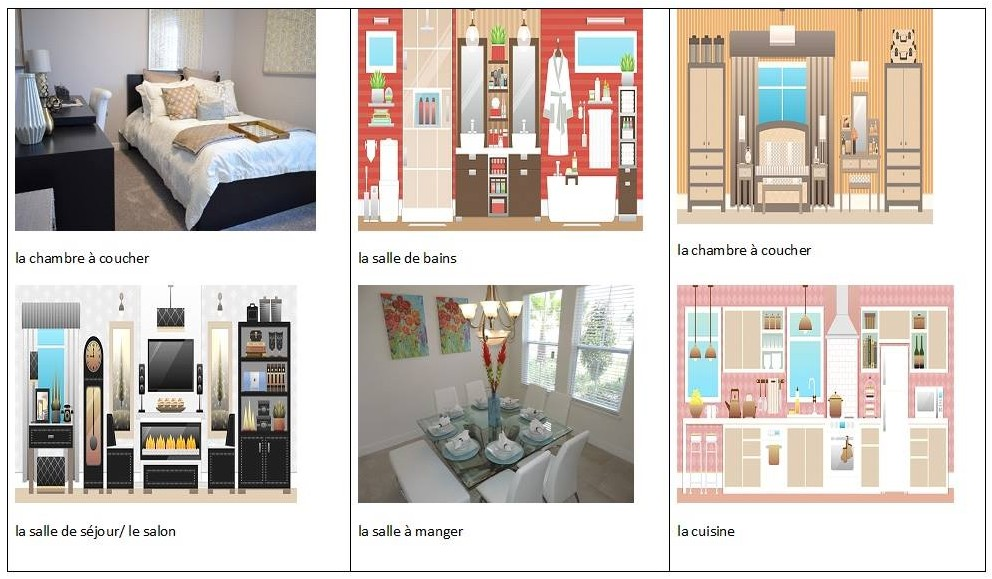 la chambre à coucher
la salle de bains
la chambre à coucher
la salle de séjour/ le salon
la salle à manger
la cuisine